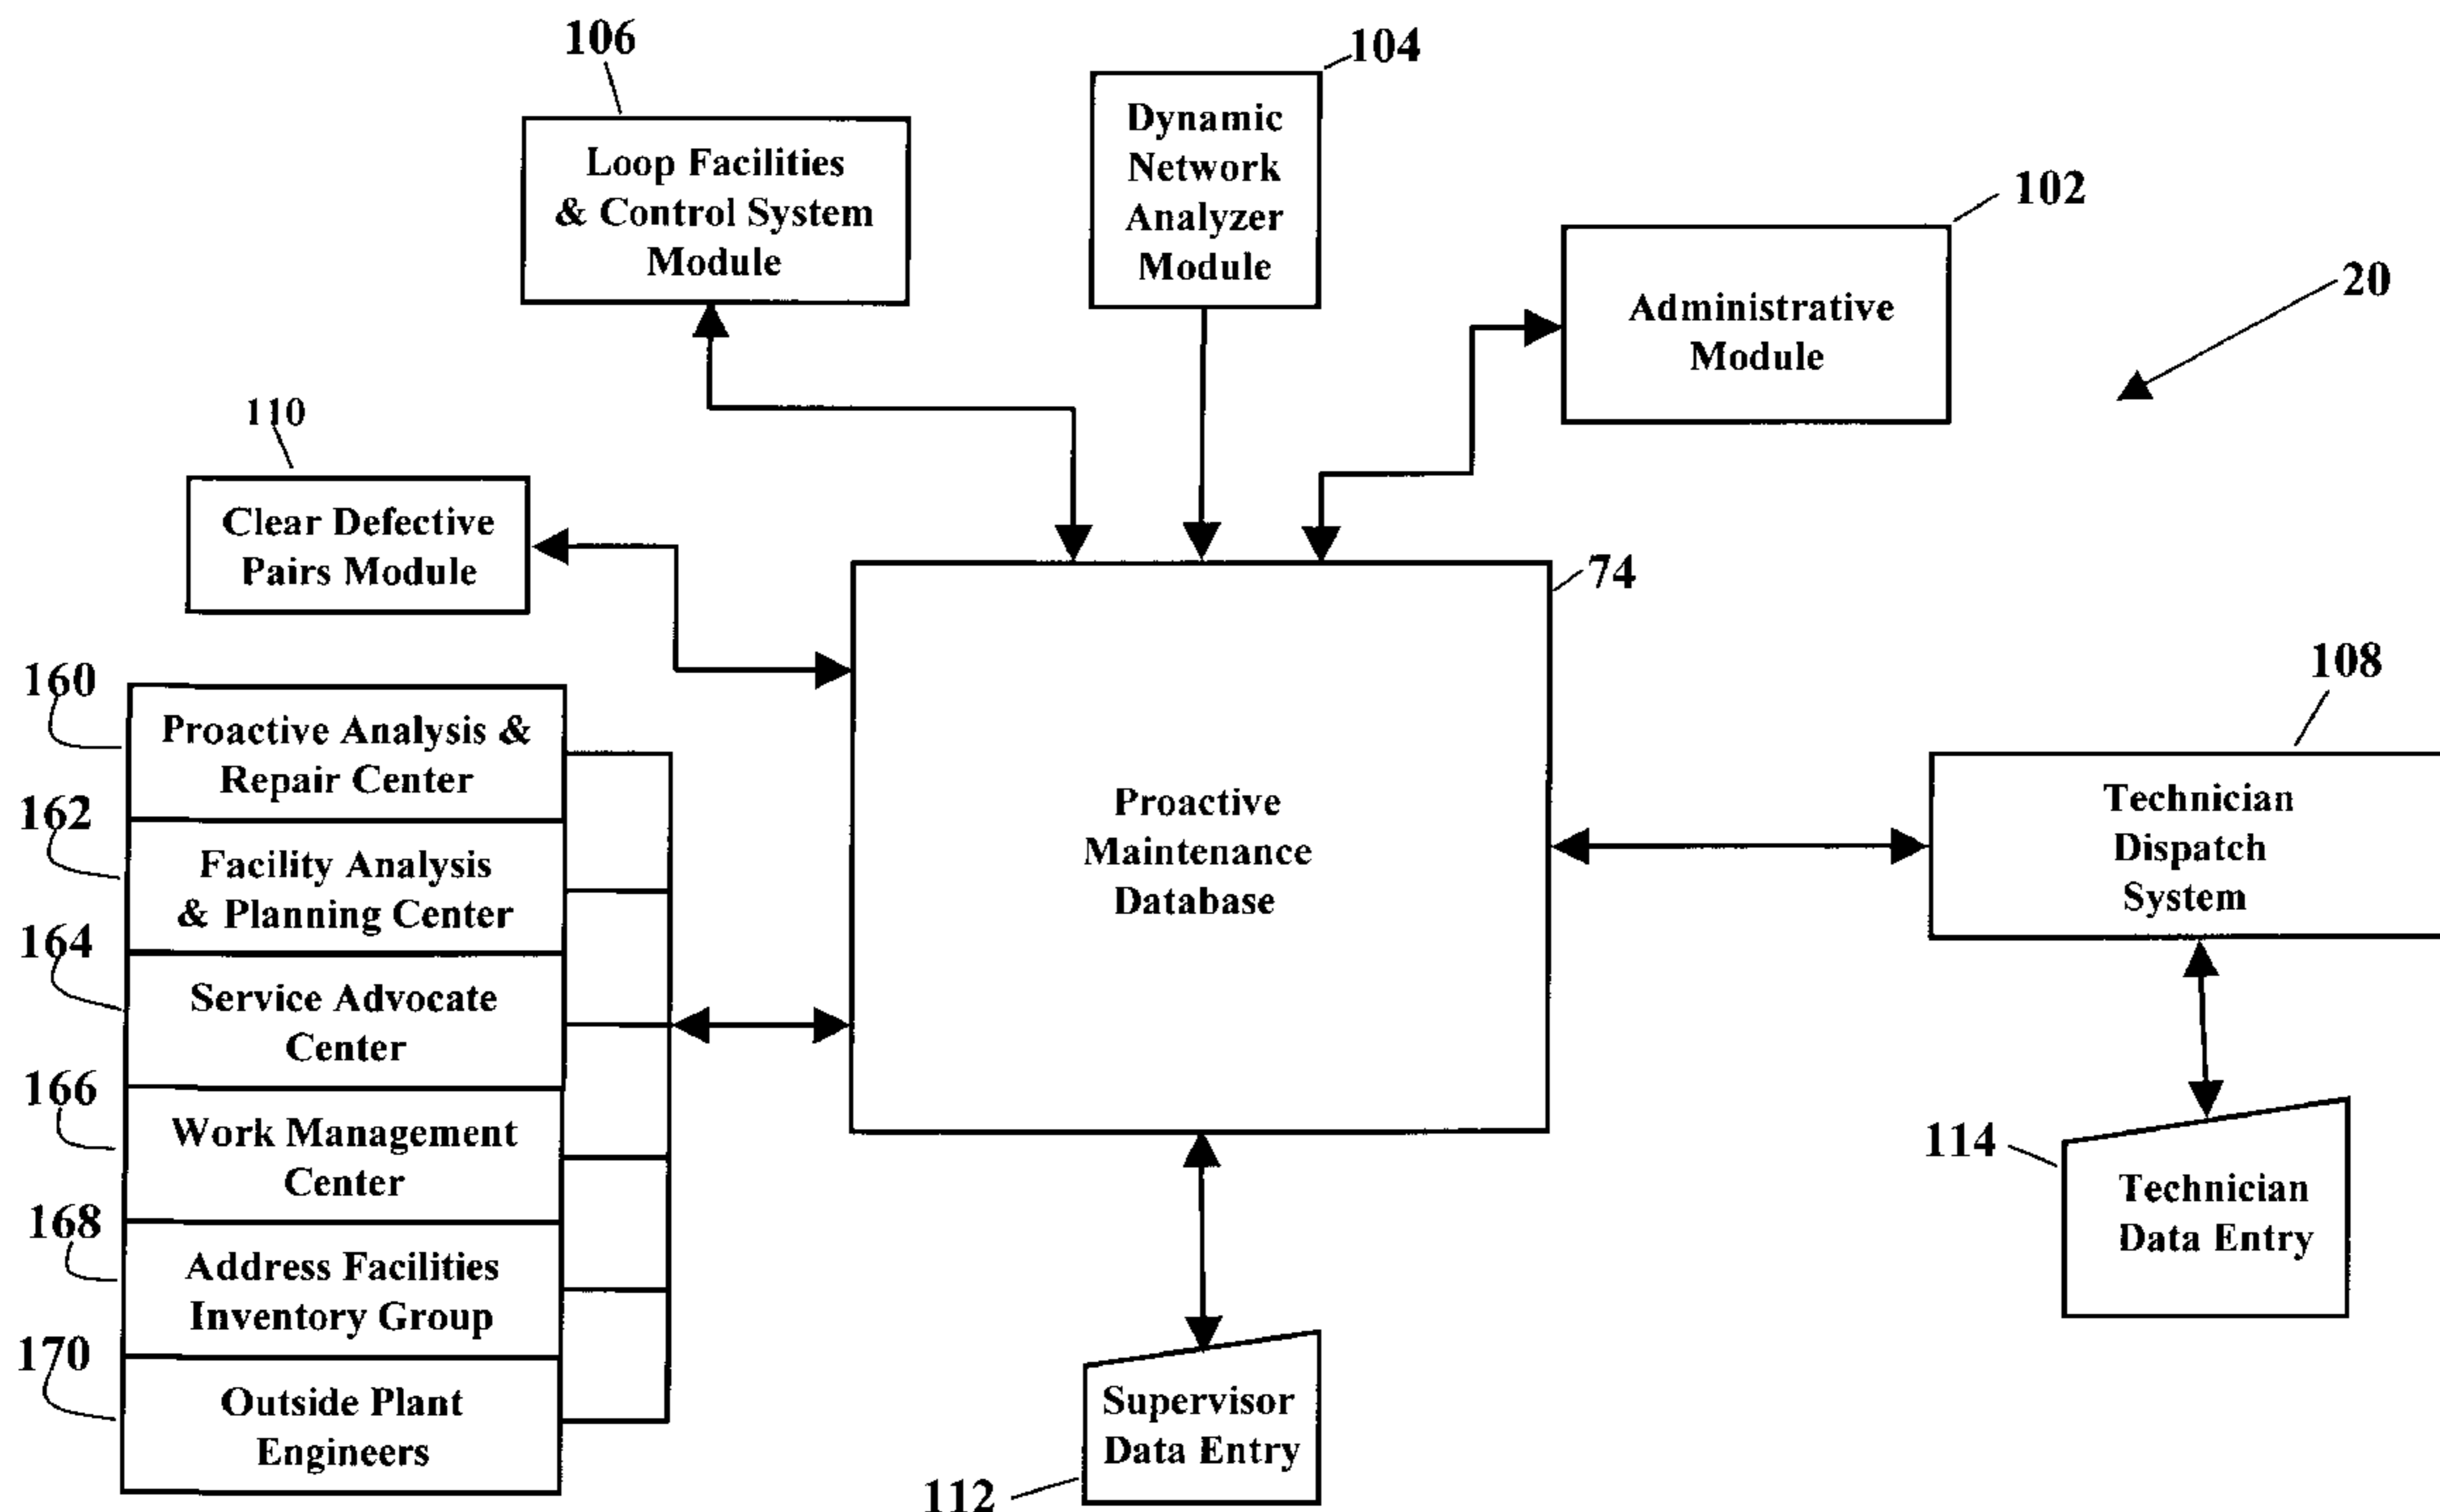 106
104
Loop Facilities
& Control System
Module
Dynamic
Network
Analyzer
Module
102
Administrative
Module
20
110
Clear Defective
Pairs Module
74
Proactive
Maintenance
Database
108
Technician
Dispatch
System
160
Proactive Analysis &
Repair Center
162
Facility Analysis
& Planning Center
164
Service Advocate
Center
166
Work Management
Center
168
Address Facilities
Inventory Group
170
Outside Plant
Engineers
114
Technician
Data Entry
Supervisor
Data Entry
112